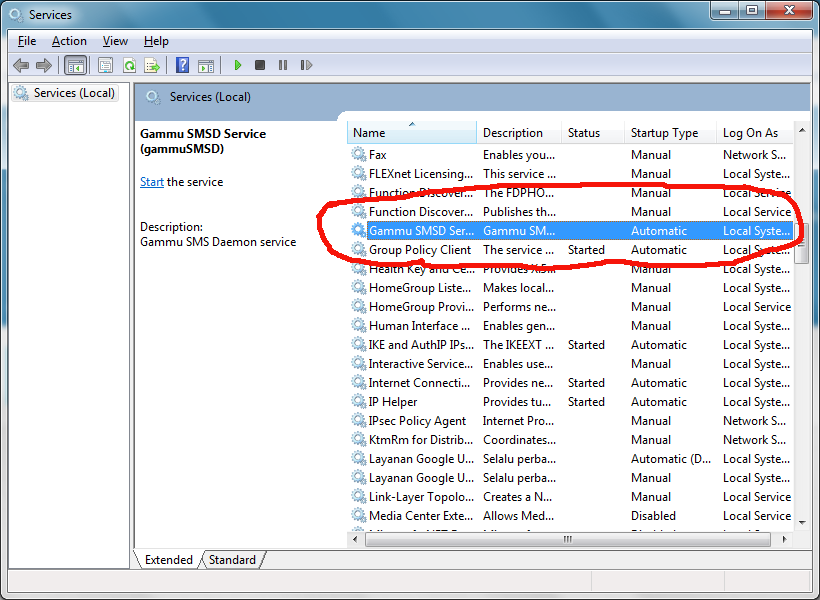 Services
File Action View Help
Services (Local)
Services (Local)
Gammu SMSD Service
(gammuSMSD)
Start the service
Description:
Gammu SMS Daemon service
Name Description Status Startup Type Log On As
Fax Enables you... Manual Network S...
FLEXnet Licensing... This service ... Manual Local Syste...
Function Discover... The FDPHO... Manual Local Service
Function Discover... Publishes th... Manual Local Service
Gammu SMSD Ser... Gammu SM... Automatic Local Syste...
Group Policy Client The service ... Started Automatic Local Syste...
Health Key and Ce... Provides X.5... Manual Local Syste...
HomeGroup Liste... Makes local... Manual Local Syste...
HomeGroup Provi... Performs ne... Manual Local Service
Human Interface ... Enables gen... Manual Local Syste...
IKE and AuthIP IPs... The IKEEXT ... Started Automatic Local Syste...
Interactive Service... Enables use... Manual Local Syste...
Internet Connecti... Provides ne... Started Automatic Local Syste...
IP Helper Provides tu... Started Automatic Local Syste...
IPsec Policy Agent Internet Pro... Manual Network S...
KtmRm for Distrib... Coordinates... Manual Network S...
Layanan Google U... Selalu perba... Automatic (D... Local Syste...
Layanan Google U... Selalu perba... Manual Local Syste...
Link-Layer Topolo... Creates a N... Manual Local Service
Media Center Exte... Allows Med... Disabled Local Service
Extended Standard